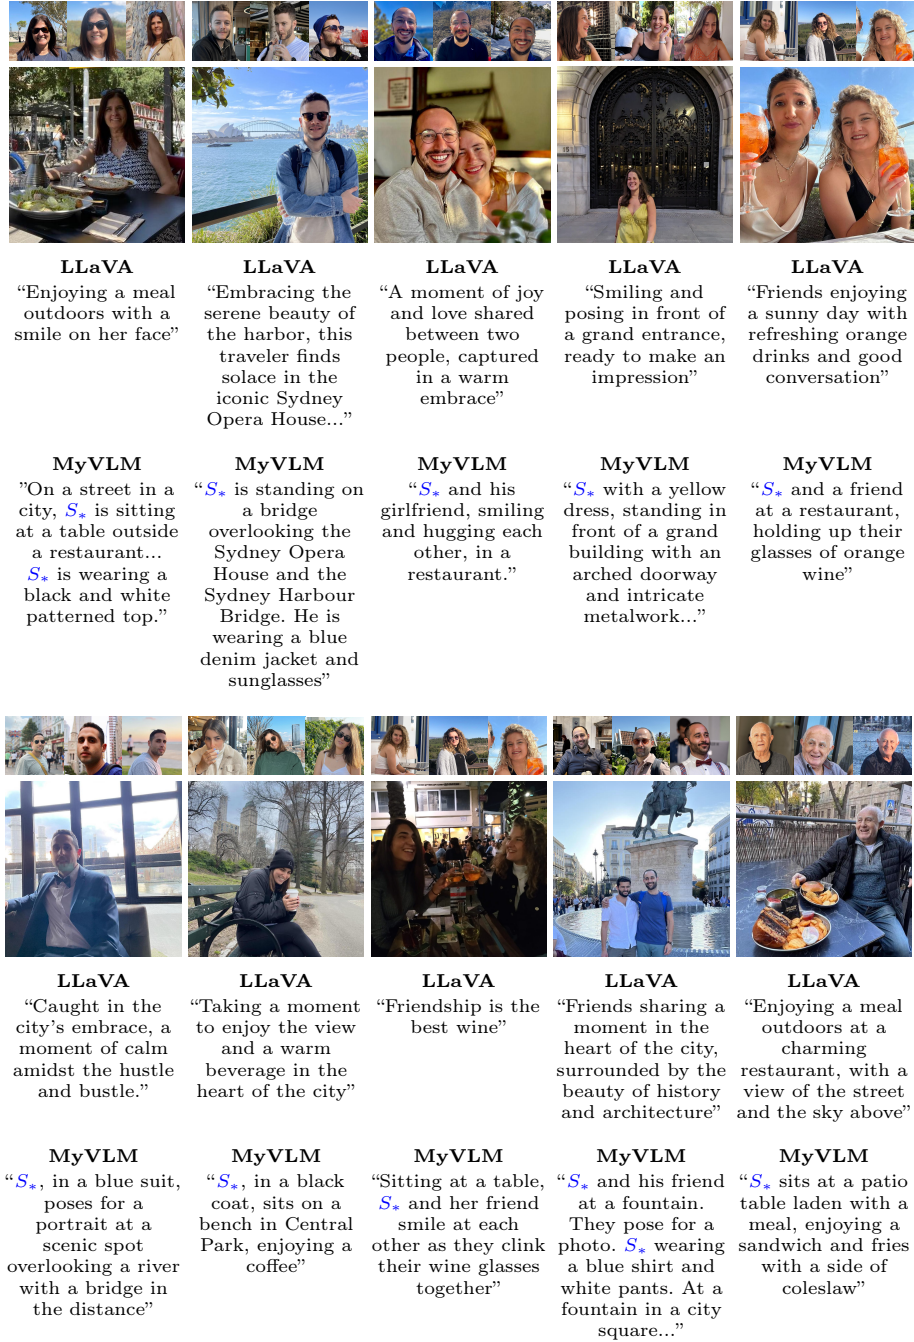 LLaVA
“Enjoying a meal
outdoors with a
smile on her face”
LLaVA
“Embracing the
serene beauty of
the harbor, this
traveler finds
solace in the
iconic Sydney
Opera House...”
LLaVA
“A moment of joy
and love shared
between two
people, captured
in a warm
embrace”
LLaVA
“Smiling and
posing in front of
a grand entrance,
ready to make an
impression”
LLaVA
“Friends enjoying
a sunny day with
refreshing orange
drinks and good
conversation”
MyVLM
”On a street in a
city, S* is sitting
at a table outside
a restaurant...
S* is wearing a
black and white
patterned top.”
MyVLM
“S* is standing on
a bridge
overlooking the
Sydney Opera
House and the
Sydney Harbour
Bridge. He is
wearing a blue
denim jacket and
sunglasses”
MyVLM
“S* and his
girlfriend, smiling
and hugging each
other, in a
restaurant.”
MyVLM
“S* with a yellow
dress, standing in
front of a grand
building with an
arched doorway
and intricate
metalwork...”
MyVLM
“S* and a friend
at a restaurant,
holding up their
glasses of orange
wine”
LLaVA
“Caught in the
city’s embrace, a
moment of calm
amidst the hustle
and bustle.”
LLaVA
“Taking a moment
to enjoy the view
and a warm
beverage in the
heart of the city”
LLaVA
“Friendship is the
best wine”
LLaVA
“Friends sharing a
moment in the
heart of the city,
surrounded by the
beauty of history
and architecture”
LLaVA
“Enjoying a meal
outdoors at a
charming
restaurant, with a
view of the street
and the sky above”
MyVLM
“S*, in a blue suit,
poses for a
portrait at a
scenic spot
overlooking a river
with a bridge in
the distance”
MyVLM
“S*, in a black
coat, sits on a
bench in Central
Park, enjoying a
coffee”
MyVLM
“Sitting at a table,
S* and her friend
smile at each
other as they clink
their wine glasses
together”
MyVLM
“S* and his friend
at a fountain.
They pose for a
photo. S* wearing
a blue shirt and
white pants. At a
fountain in a city
square...”
MyVLM
“S* sits at a patio
table laden with a
meal, enjoying a
sandwich and fries
with a side of
coleslaw”